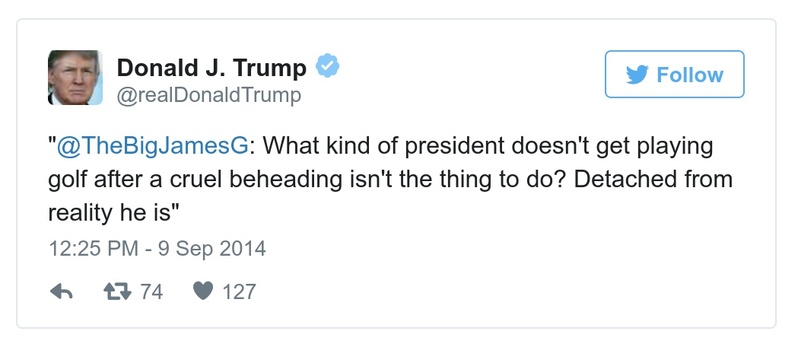 Donald J. Trump
@realDonaldTrump
Follow
"@TheBigJamesG: What kind of president doesn't get playing
golf after a cruel beheading isn't the thing to do? Detached from
reality he is"
12:25 PM - 9 Sep 2014
74 127